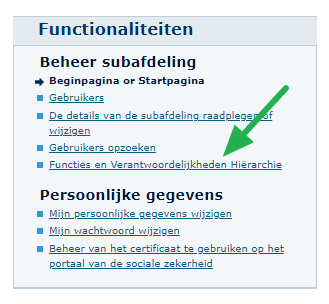 Functionaliteiten
Beheer subafdeling
Beginpagina or Startpagina
Gebruikers
De details van de subafdeling raadplegen of
wijzigen
Gebruikers opzoeken
Functies en Verantwoordelijkheden Hiërarchie
Persoonlijke gegevens
Mijn persoonlijke gegevens wijzigen
Mijn wachtwoord wijzigen
Beheer van het certificaat te gebruiken op het
portaal van de sociale zekerheid